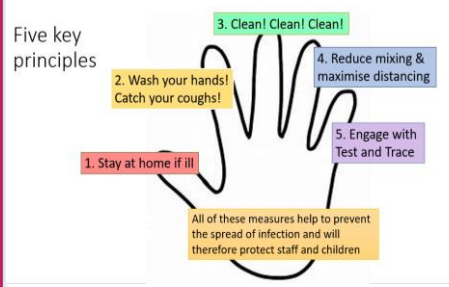 Five key
principles
3. Clean! Clean! Clean!
4. Reduce mixing &
maximise distancing
2. Wash your hands!
Catch your coughs!
5. Engage with
Test and Trace
1. Stay at home if ill
All of these measures help to prevent
the spread of infection and will
therefore protect staff and children